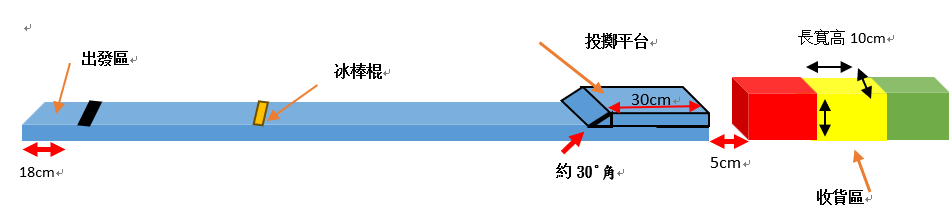 出發區
冰棒棍
投擲平台
長寬高 10cm
30cm
18cm
約 30°角
5cm
收貨區